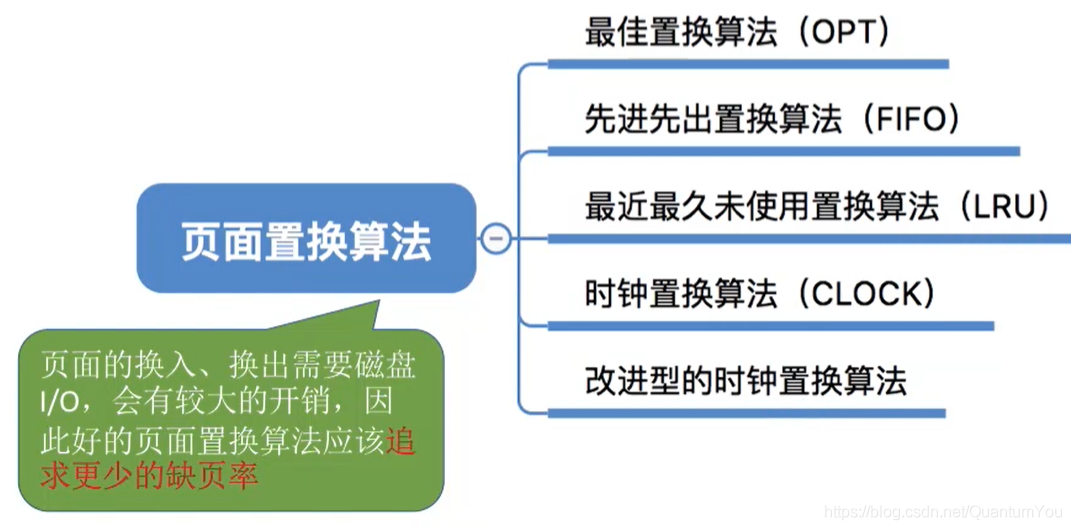 最佳置换算法（OPT）
先进先出置换算法（FIFO）
最近最久未使用置换算法（LRU）
页面置换算法
时钟置换算法（CLOCK）
改进型的时钟置换算法
页面的换入、换出需要磁盘
I/O，会有较大的开销，因
此好的页面置换算法应该追
求更少的缺页率
https://blog.csdn.net/QuantumYou